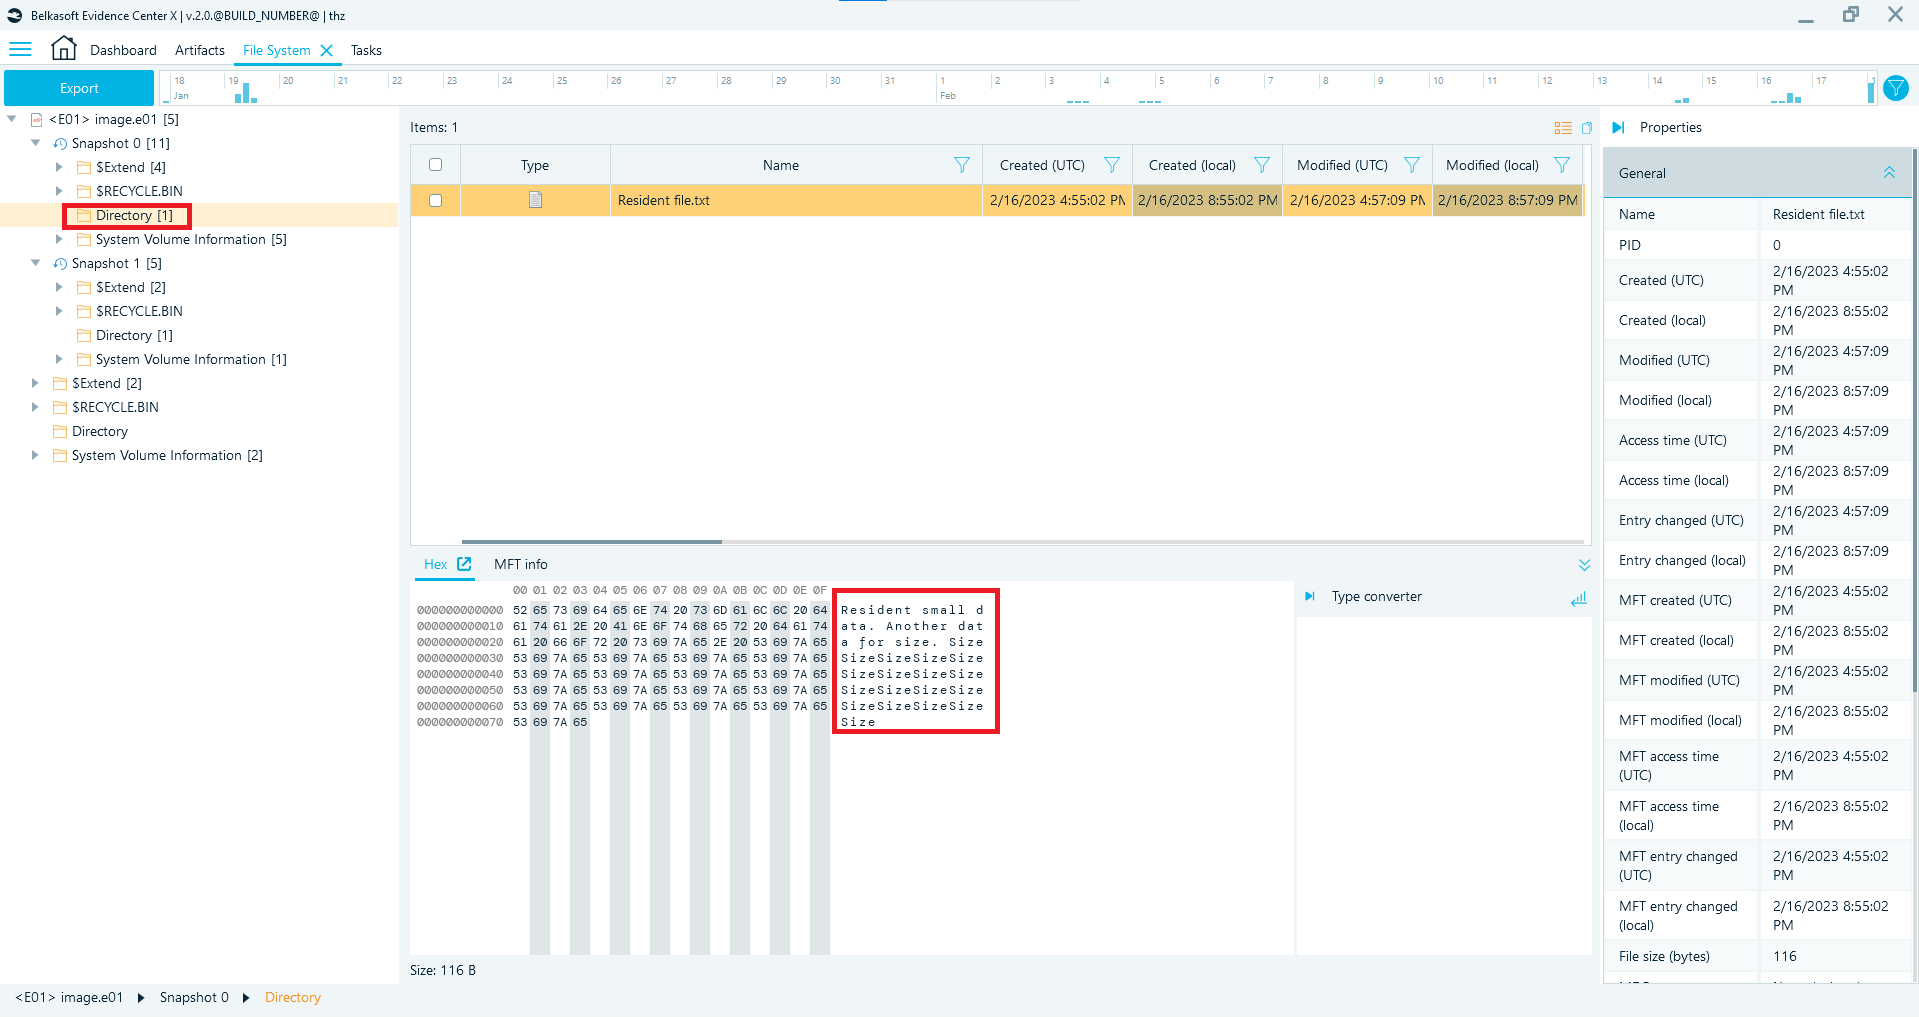 Belkasoft Evidence Center X | v.2.0.@BUILD_NUMBER@ | thz
Dashboard Artifacts File System Tasks
Export
18 19 20 21 22 23 24 25 26 27 28 29 30 31 1 2 3 4 5 6 7 8 9 10 11 12 13 14 15 16 17 1
Jan Feb
<E01> image.e01 [5]
Snapshot 0 [11]
$Extend [4]
$RECYCLE.BIN
Directory [1]
System Volume Information [5]
Snapshot 1 [5]
$Extend [2]
$RECYCLE.BIN
Directory [1]
System Volume Information [1]
$Extend [2]
$RECYCLE.BIN
Directory
System Volume Information [2]
Items: 1
Type Name Created (UTC) Created (local) Modified (UTC) Modified (local)
Resident file.txt 2/16/2023 4:55:02 PM 2/16/2023 8:55:02 PM 2/16/2023 4:57:09 PM 2/16/2023 8:57:09 PM
Hex MFT info
00 01 02 03 04 05 06 07 08 09 0A 0B 0C 0D 0E 0F
000000000000 52 65 73 69 64 65 6E 74 20 73 6D 61 6C 6C 20 64 Resident small d
000000000010 61 74 61 2E 20 41 6E 6F 74 68 65 72 20 64 61 74 ata. Another dat
000000000020 61 20 66 6F 72 20 73 69 7A 65 2E 20 53 69 7A 65 a for size. Size
000000000030 53 69 7A 65 53 69 7A 65 53 69 7A 65 53 69 7A 65 SizeSizeSizeSize
000000000040 53 69 7A 65 53 69 7A 65 53 69 7A 65 53 69 7A 65 SizeSizeSizeSize
000000000050 53 69 7A 65 53 69 7A 65 53 69 7A 65 53 69 7A 65 SizeSizeSizeSize
000000000060 53 69 7A 65 53 69 7A 65 53 69 7A 65 53 69 7A 65 SizeSizeSizeSize
000000000070 53 69 7A 65 Size
Type converter
Size: 116 B
Properties
General
Name Resident file.txt
PID 0
Created (UTC) 2/16/2023 4:55:02 PM
Created (local) 2/16/2023 8:55:02 PM
Modified (UTC) 2/16/2023 4:57:09 PM
Modified (local) 2/16/2023 8:57:09 PM
Access time (UTC) 2/16/2023 4:57:09 PM
Access time (local) 2/16/2023 8:57:09 PM
Entry changed (UTC) 2/16/2023 4:57:09 PM
Entry changed (local) 2/16/2023 8:57:09 PM
MFT created (UTC) 2/16/2023 4:55:02 PM
MFT created (local) 2/16/2023 8:55:02 PM
MFT modified (UTC) 2/16/2023 4:55:02 PM
MFT modified (local) 2/16/2023 8:55:02 PM
MFT access time (UTC) 2/16/2023 4:55:02 PM
MFT access time (local) 2/16/2023 8:55:02 PM
MFT entry changed (UTC) 2/16/2023 4:55:02 PM
MFT entry changed (local) 2/16/2023 8:55:02 PM
File size (bytes) 116
<E01> image.e01 Snapshot 0 Directory